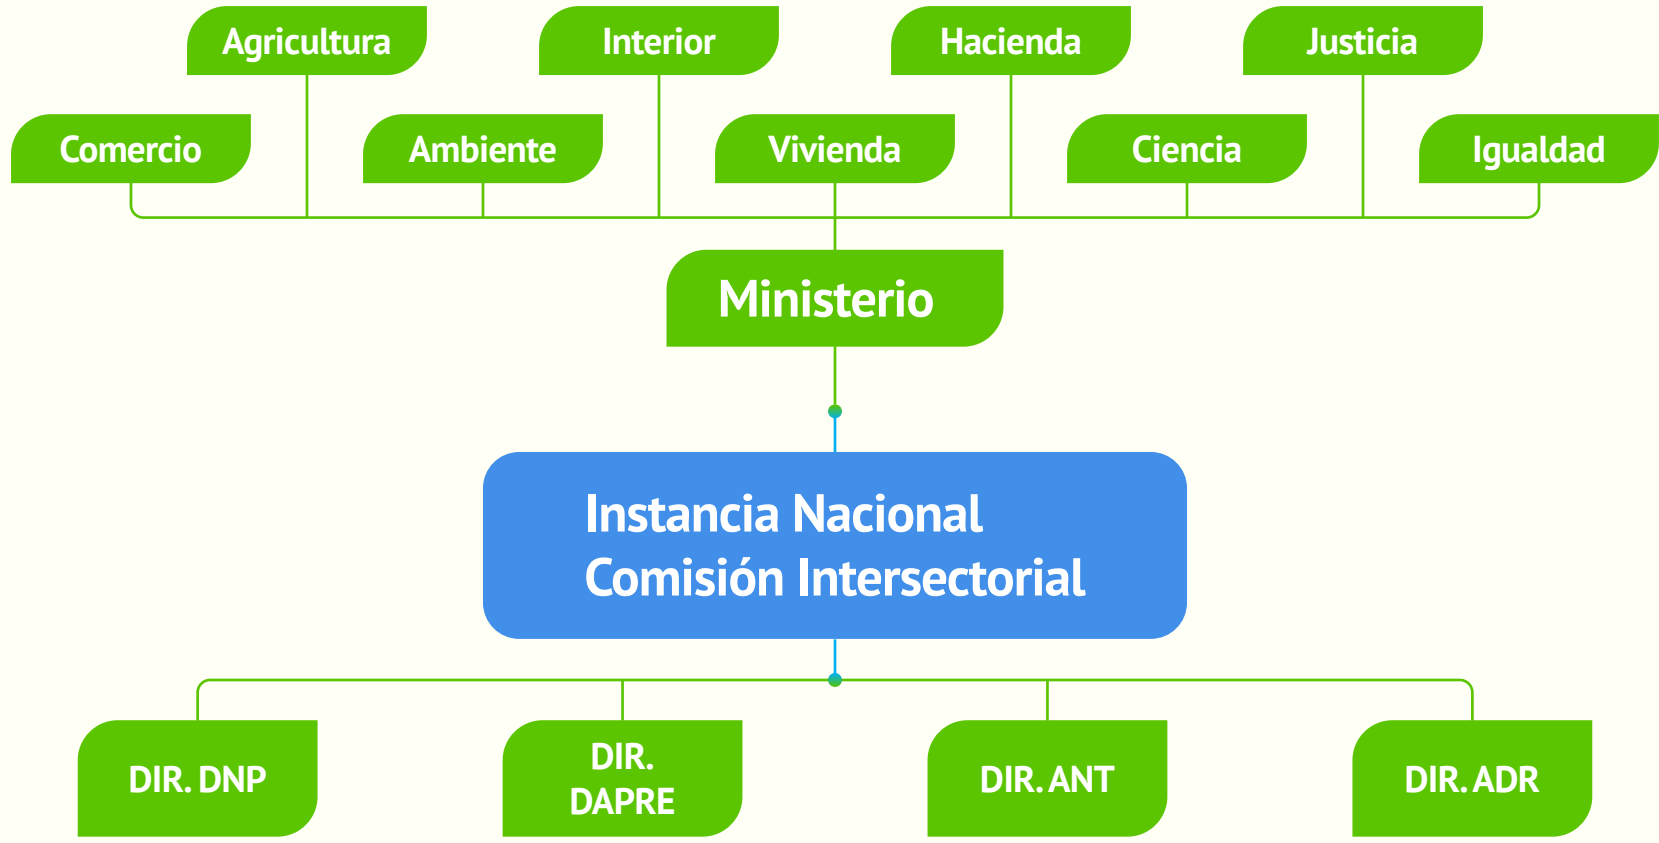 Agricultura
Interior
Hacienda
Justicia
Comercio
Ambiente
Vivienda
Ciencia
Igualdad
Ministerio
Instancia Nacional
Comisión Intersectorial
DIR. DNP
DIR.
DAPRE
DIR. ANT
DIR. ADR